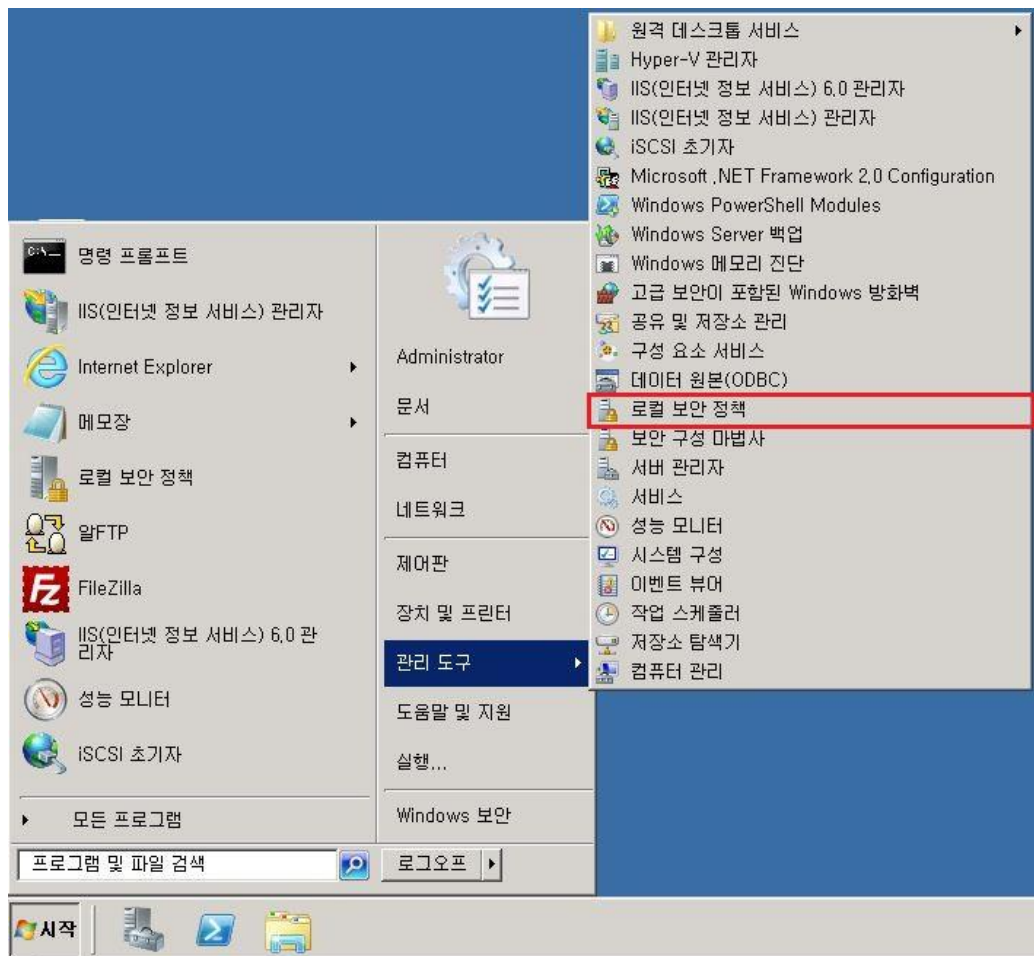 원격 데스크톱 서비스
Hyper-V 관리자
IIS(인터넷 정보 서비스) 6.0 관리자
IIS(인터넷 정보 서비스) 관리자
iSCSI 초기자
Microsoft .NET Framework 2.0 Configuration
Windows PowerShell Modules
Windows Server 백업
Windows 메모리 진단
고급 보안이 포함된 Windows 방화벽
공유 및 저장소 관리
구성 요소 서비스
데이터 원본(ODBC)
로컬 보안 정책
보안 구성 마법사
서버 관리자
서비스
성능 모니터
시스템 구성
이벤트 뷰어
작업 스케줄러
저장소 탐색기
컴퓨터 관리
명령 프롬프트
IIS(인터넷 정보 서비스) 관리자
Internet Explorer
메모장
로컬 보안 정책
알FTP
FileZilla
IIS(인터넷 정보 서비스) 6.0 관
리자
성능 모니터
iSCSI 초기자
모든 프로그램
프로그램 및 파일 검색
Administrator
문서
컴퓨터
네트워크
제어판
장치 및 프린터
관리 도구
도움말 및 지원
실행...
Windows 보안
로그오프
시작